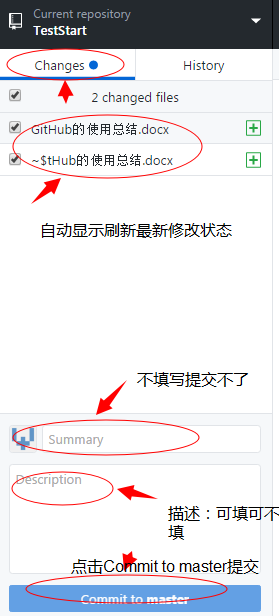 Current repository
TestStart
Changes
History
2 changed files
GitHub的使用总结.docx
~$tHub的使用总结.docx
自动显示刷新最新修改状态
不填写提交不了
Summary
Description
描述：可填可不
填
点击Commit to master提交
Commit to master